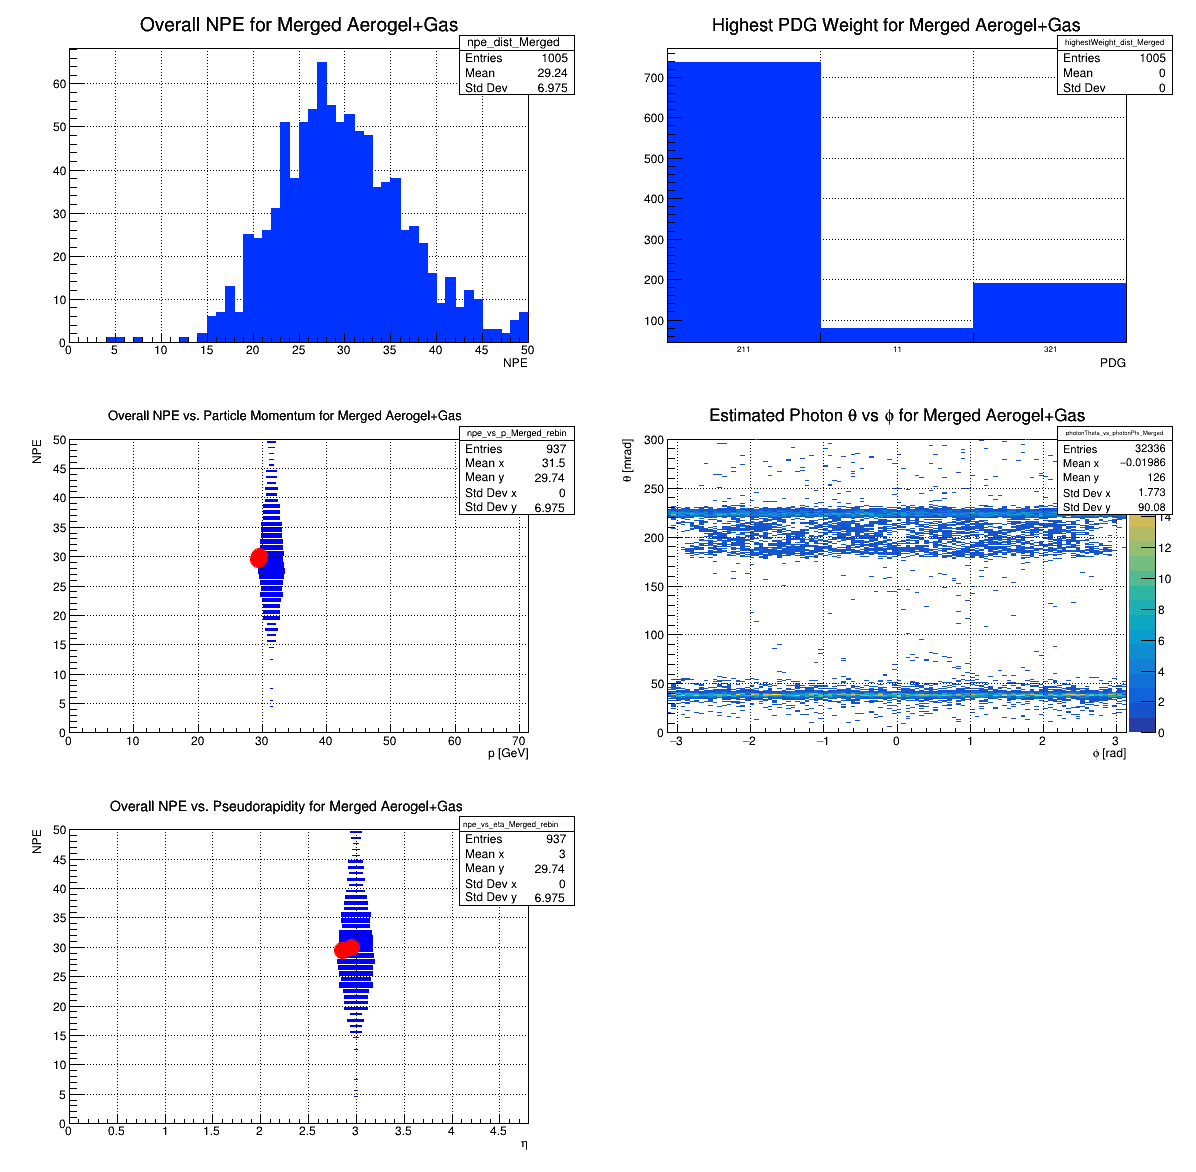 Overall NPE for Merged Aerogel+Gas
npe_dist_Merged
Entries 1005
Mean 29.24
Std Dev 6.975
60
50
40
30
20
10
0
0 5 10 15 20 25 30 35 40 45 50
NPE
Highest PDG Weight for Merged Aerogel+Gas
highestWeight_dist_Merged
Entries 1005
Mean 0
Std Dev 0
700
600
500
400
300
200
100
211 11 321
PDG
Overall NPE vs. Particle Momentum for Merged Aerogel+Gas
npe_vs_p_Merged_rebin
Entries 937
Mean x 31.5
Mean y 29.74
Std Dev x 0
Std Dev y 6.975
NPE
50
45
40
35
30
25
20
15
10
5
0
0 10 20 30 40 50 60 70
p [GeV]
Estimated Photon θ vs ϕ for Merged Aerogel+Gas
photonTheta_vs_photonPhi_Merged
Entries 32336
Mean x −0.01986
Mean y 126
Std Dev x 1.773
Std Dev y 90.08
θ [mrad]
300
250
200
150
100
50
0
−3 −2 −1 0 1 2 3
ϕ [rad]
14
12
10
8
6
4
2
0
Overall NPE vs. Pseudorapidity for Merged Aerogel+Gas
npe_vs_eta_Merged_rebin
Entries 937
Mean x 3
Mean y 29.74
Std Dev x 0
Std Dev y 6.975
NPE
50
45
40
35
30
25
20
15
10
5
0
0 0.5 1 1.5 2 2.5 3 3.5 4 4.5
η